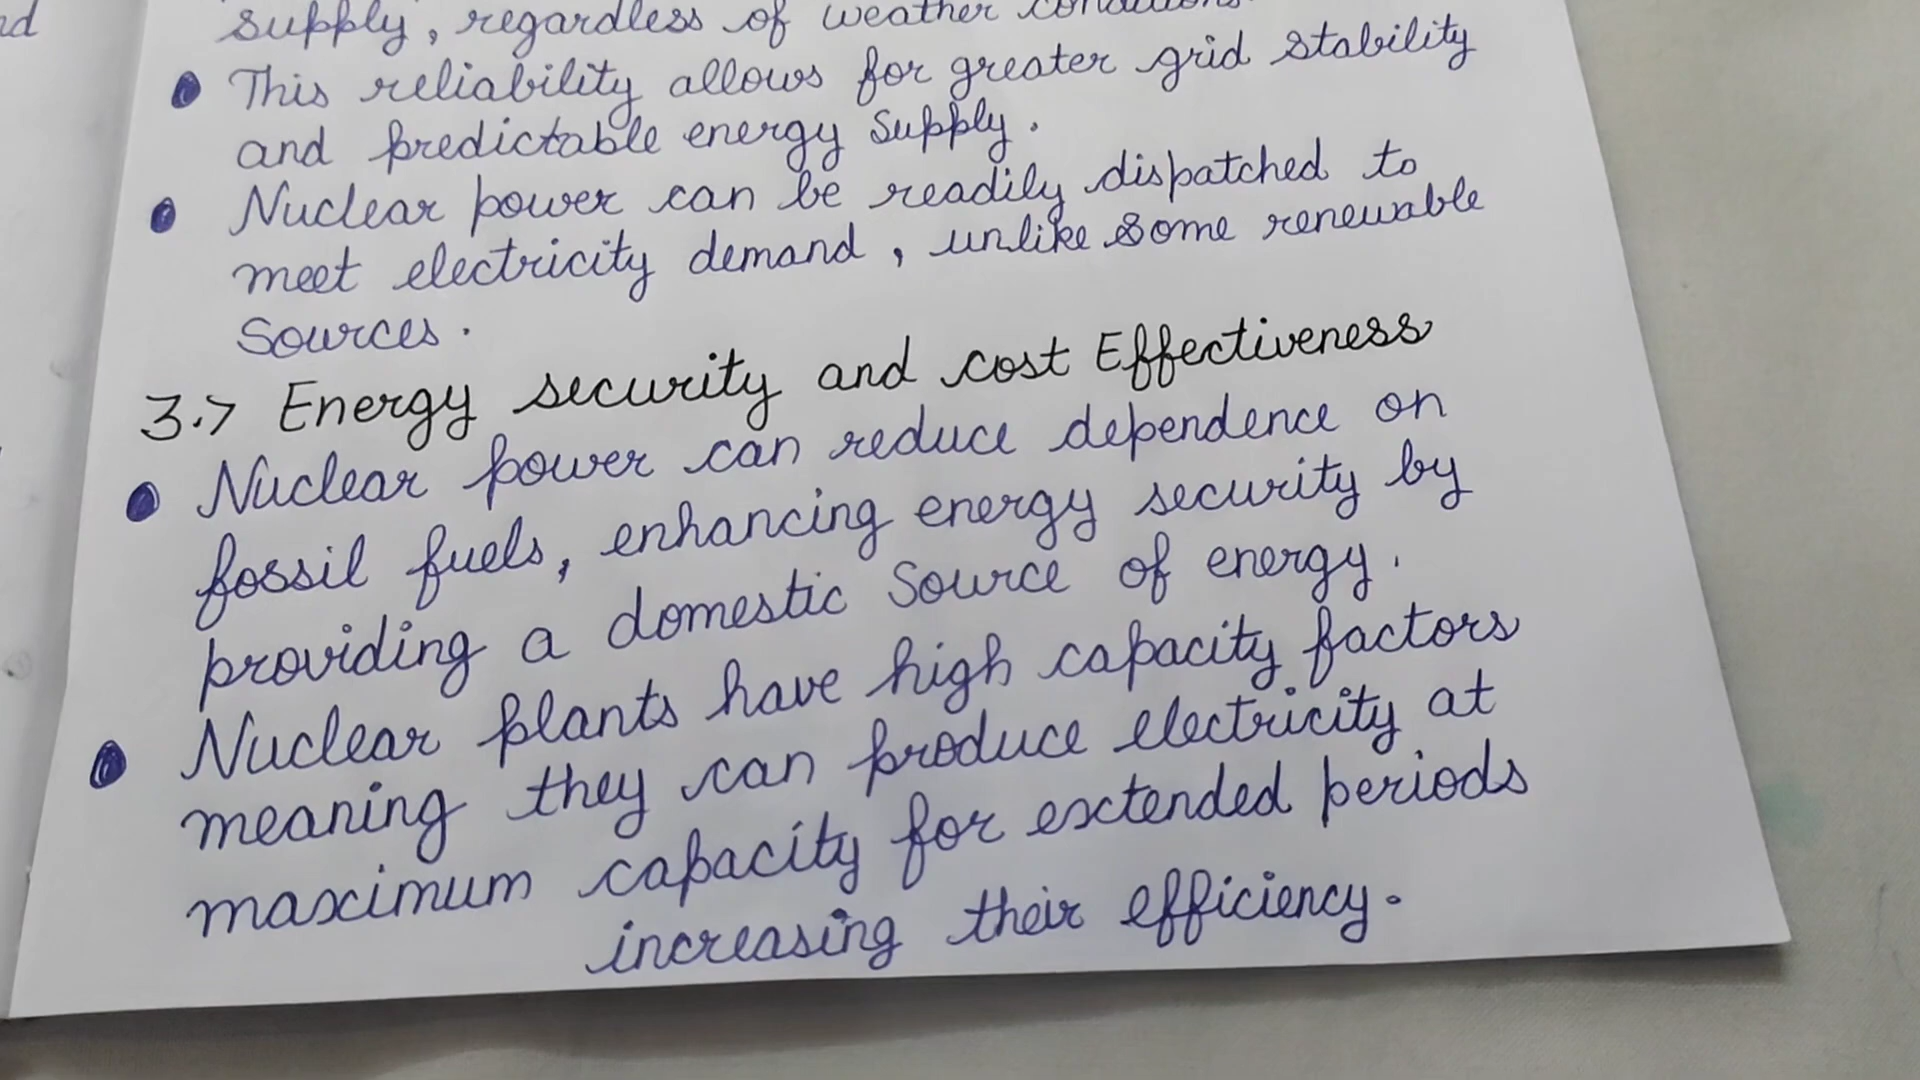 supply, regardless of weather conditions.
• This reliability allows for greater grid stability
and predictable energy supply.
• Nuclear power can be readily dispatched to
meet electricity demand, unlike some renewable
Sources.
3.> Energy security and cost Effectiveness
• Nuclear power can reduce dependence on
fossil fuels, enhancing energy security by
providing a domestic Source of energy.
• Nuclear plants have high capacity factors
meaning they can produce electricity at
maximum capacity for extended periods
increasing their efficiency.